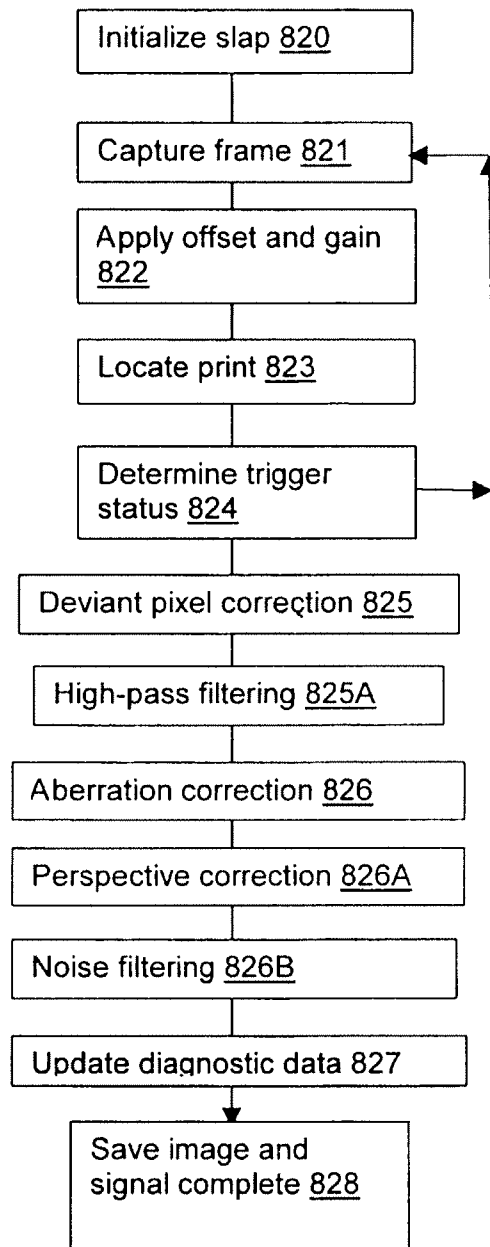 Initialize slap 820
Capture frame 821
Apply offset and gain
822
Locate print 823
Determine trigger
status 824
Deviant pixel correction 825
High-pass filtering 825A
Aberration correction 826
Perspective correction 826A
Noise filtering 826B
Update diagnostic data 827
Save image and
signal complete 828